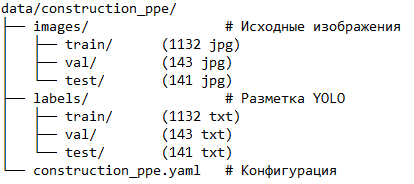 data/construction_ppe/
├── images/ # Исходные изображения
│ ├── train/ (1132 jpg)
│ ├── val/ (143 jpg)
│ └── test/ (141 jpg)
├── labels/ # Разметка YOLO
│ ├── train/ (1132 txt)
│ ├── val/ (143 txt)
│ └── test/ (141 txt)
└── construction_ppe.yaml # Конфигурация